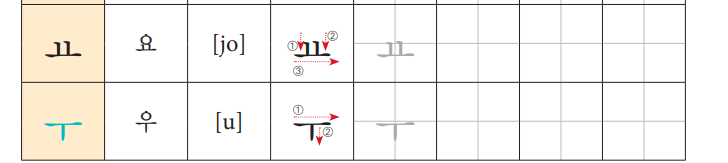 ㅛ 요 [jo] ① ② ③ ㅛ ㅛ
ㅜ 우 [u] ① ② ㅜ ㅜ